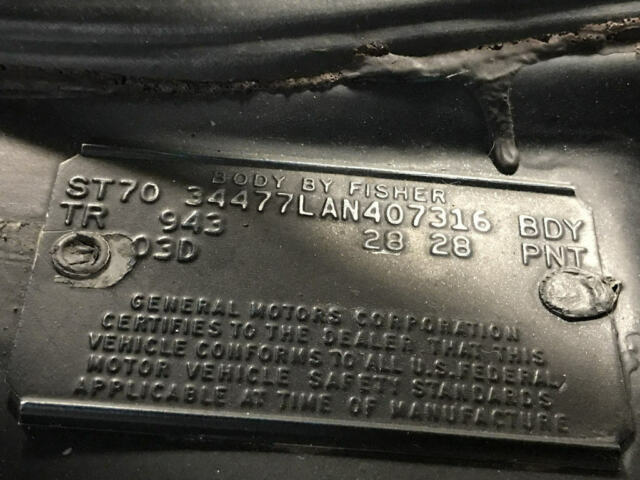 BODY BY FISHER
ST70 34477LAN407316 BDY
TR 943 28 28 PNT
03D
GENERAL MOTORS CORPORATION
CERTIFIES TO THE DEALER THAT THIS
VEHICLE CONFORMS TO ALL U.S. FEDERAL
MOTOR VEHICLE SAFETY STANDARDS
APPLICABLE AT TIME OF MANUFACTURE